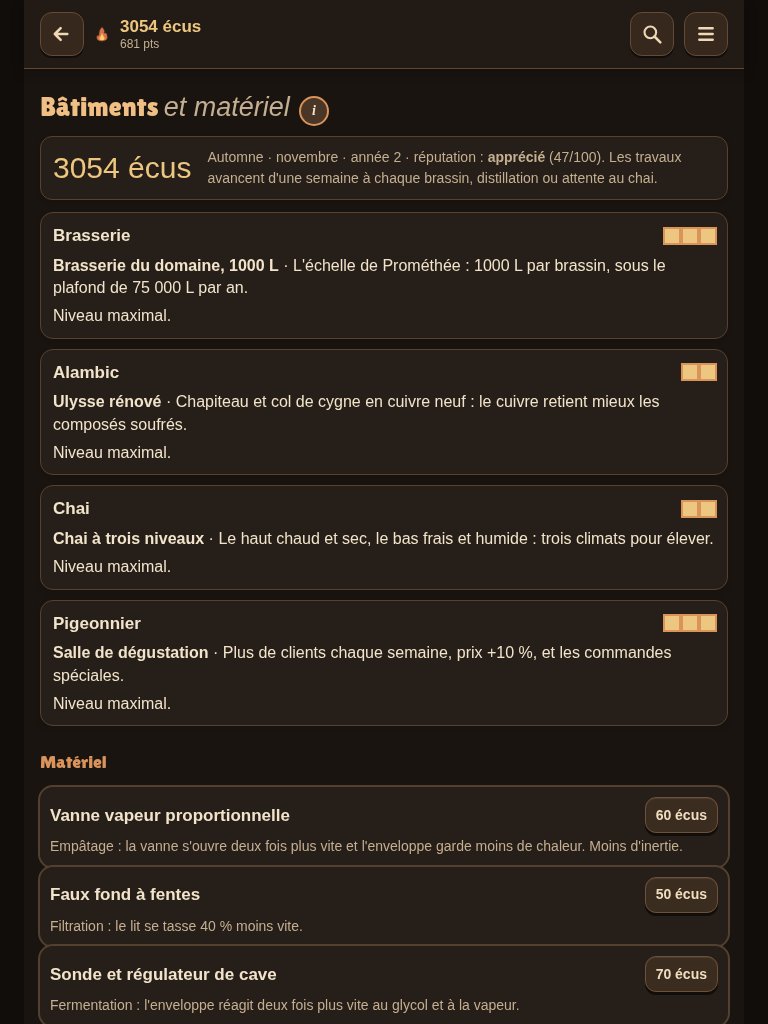 3054 écus
681 pts
Bâtiments et matériel i
3054 écus
Automne · novembre · année 2 · réputation : apprécié (47/100). Les travaux
avancent d'une semaine à chaque brassin, distillation ou attente au chai.
Brasserie
Brasserie du domaine, 1000 L · L'échelle de Prométhée : 1000 L par brassin, sous le
plafond de 75 000 L par an.
Niveau maximal.
Alambic
Ulysse rénové · Chapiteau et col de cygne en cuivre neuf : le cuivre retient mieux les
composés soufrés.
Niveau maximal.
Chai
Chai à trois niveaux · Le haut chaud et sec, le bas frais et humide : trois climats pour élever.
Niveau maximal.
Pigeonnier
Salle de dégustation · Plus de clients chaque semaine, prix +10 %, et les commandes
spéciales.
Niveau maximal.
Matériel
Vanne vapeur proportionnelle
60 écus
Empâtage : la vanne s'ouvre deux fois plus vite et l'enveloppe garde moins de chaleur. Moins d'inertie.
Faux fond à fentes
50 écus
Filtration : le lit se tasse 40 % moins vite.
Sonde et régulateur de cave
70 écus
Fermentation : l'enveloppe réagit deux fois plus vite au glycol et à la vapeur.